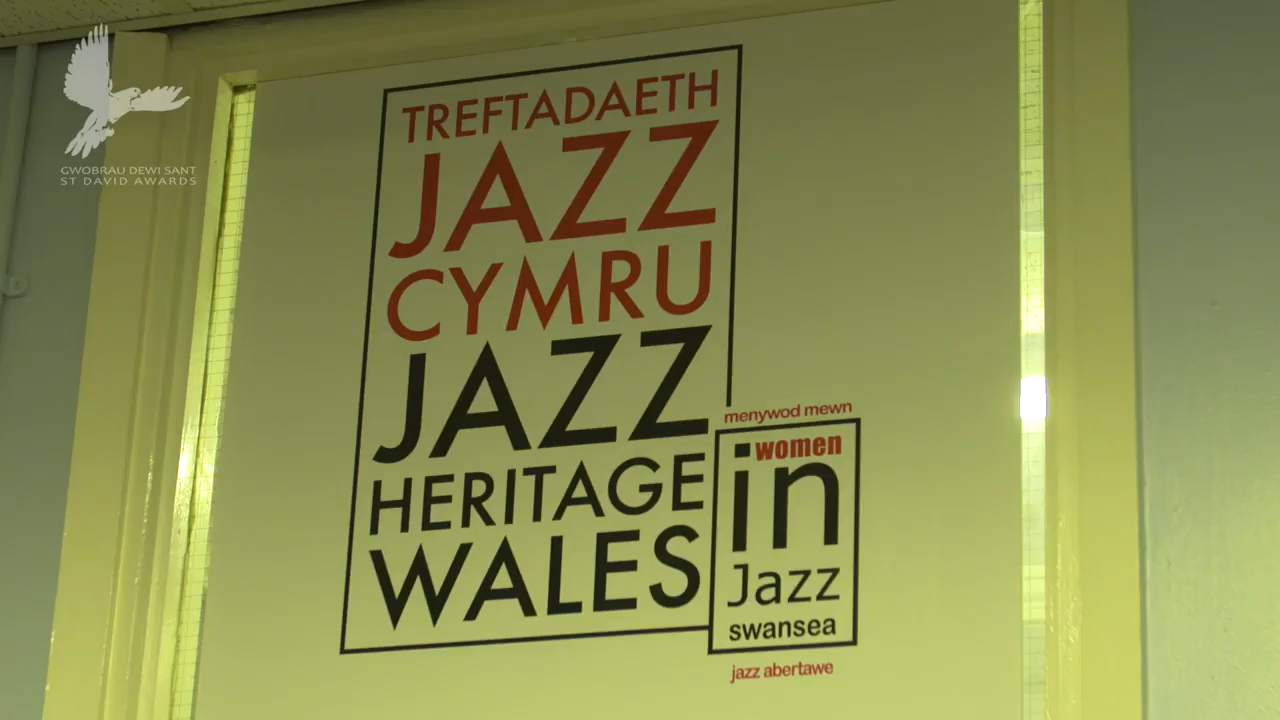 GWOBRAU DEWI SANT
ST DAVID AWARDS
TREFTADAETH
JAZZ
CYMRU
JAZZ
HERITAGE
WALES
menywod mewn
women
in
Jazz
swansea
jazz abertawe